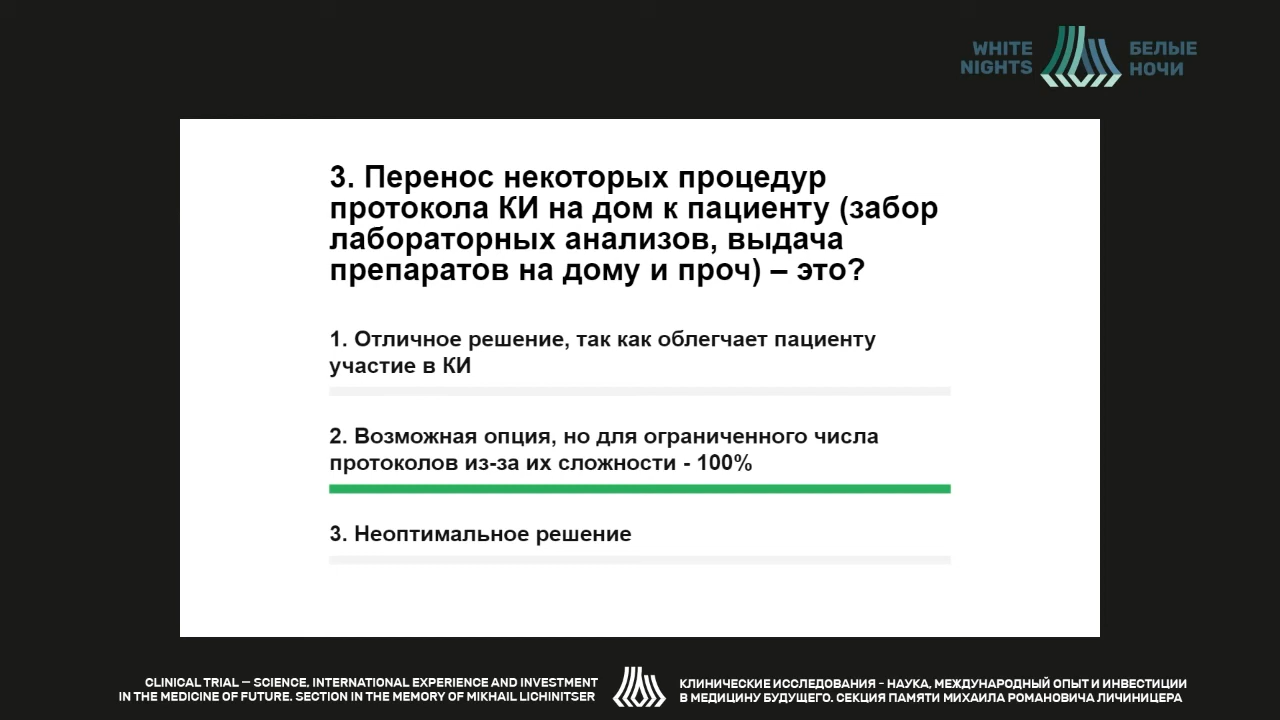 WHITE
NIGHTS
БЕЛЫЕ
НОЧИ
3. Перенос некоторых процедур
протокола КИ на дом к пациенту (забор
лабораторных анализов, выдача
препаратов на дому и проч) – это?
1. Отличное решение, так как облегчает пациенту
участие в КИ
2. Возможная опция, но для ограниченного числа
протоколов из-за их сложности - 100%
3. Неоптимальное решение
CLINICAL TRIAL — SCIENCE, INTERNATIONAL EXPERIENCE AND INVESTMENT
IN THE MEDICINE OF FUTURE. SECTION IN THE MEMORY OF MIKHAIL LICHINITSER
КЛИНИЧЕСКИЕ ИССЛЕДОВАНИЯ - НАУКА, МЕЖДУНАРОДНЫЙ ОПЫТ И ИНВЕСТИЦИИ
В МЕДИЦИНУ БУДУЩЕГО. СЕКЦИЯ ПАМЯТИ МИХАИЛА РОМАНОВИЧА ЛИЧИНИЦЕРА